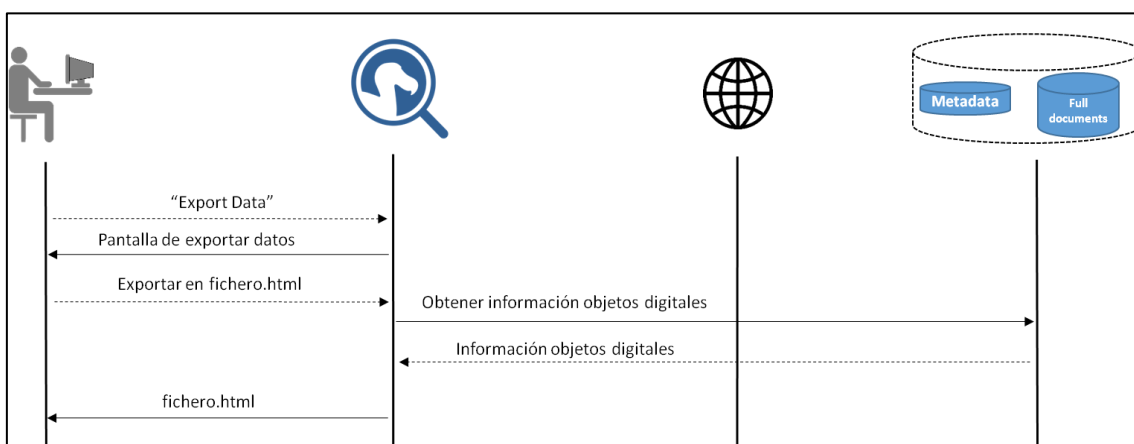 Metadata
Full
documents
“Export Data”
Pantalla de exportar datos
Exportar en fichero.html
Obtener información objetos digitales
Información objetos digitales
fichero.html